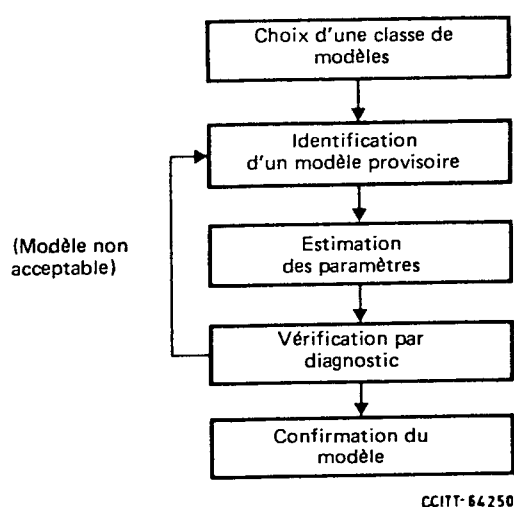 Choix d'une classe de
modèles
Identification
d'un modèle provisoire
(Modèle non
acceptable)
Estimation
des paramètres
Vérification par
diagnostic
Confirmation du
modèle
CCITT-64250